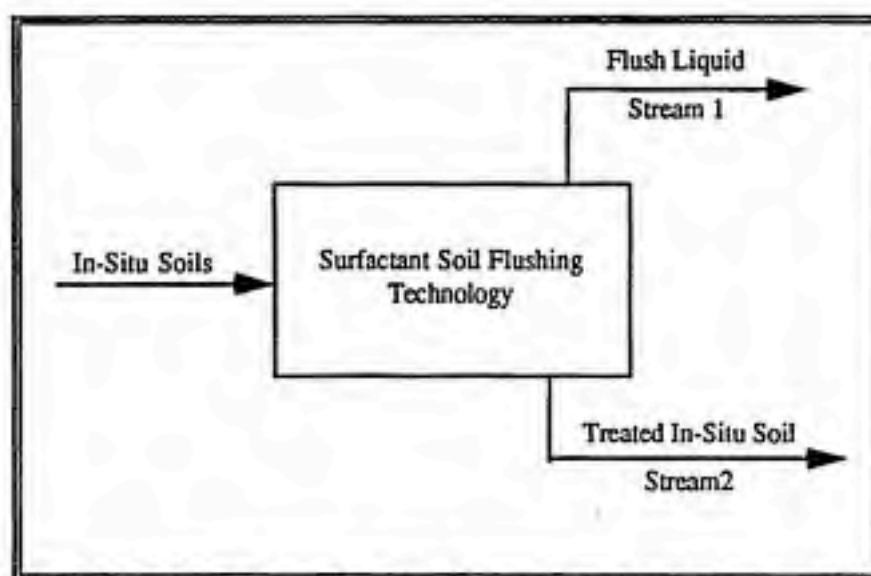 Flush Liquid
Stream 1
In-Situ Soils
Surfactant Soil Flushing
Technology
Treated In-Situ Soil
Stream2